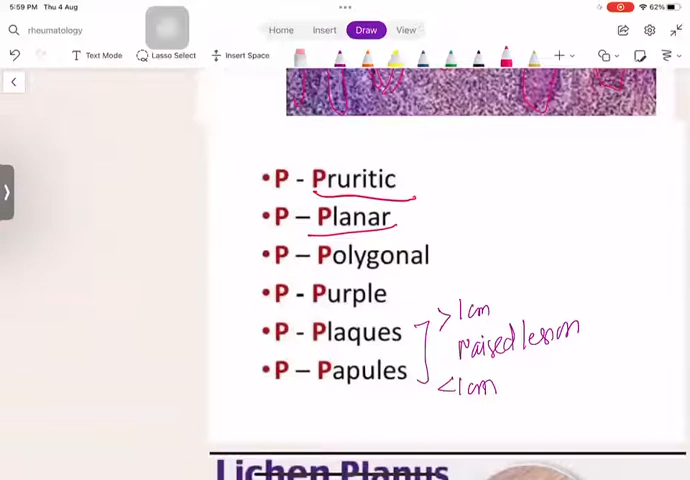 5:59 PM Thu 4 Aug
62%
rheumatology
Home Insert Draw View
Text Mode Lasso Select Insert Space
• P - Pruritic
• P – Planar
• P – Polygonal
• P - Purple
• P - Plaques
• P – Papules
>1cm
raised lesion
<1cm
Lichen Planus